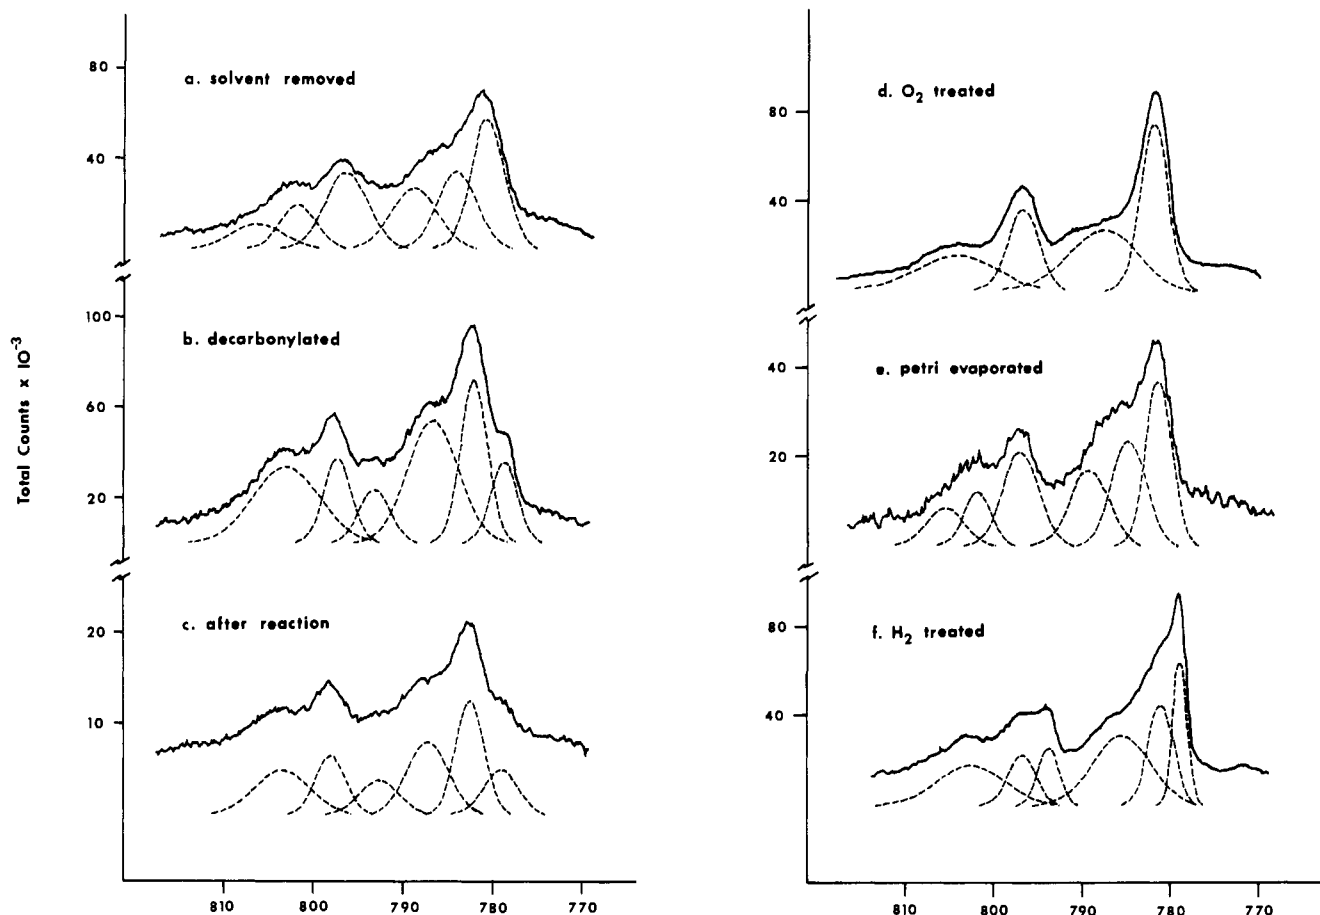 Total Counts x 10⁻³
a. solvent removed
80
40
b. decarbonylated
100
60
20
c. after reaction
20
10
810 800 790 780 770
d. O₂ treated
80
40
e. petri evaporated
40
20
f. H₂ treated
80
40
810 800 790 780 770